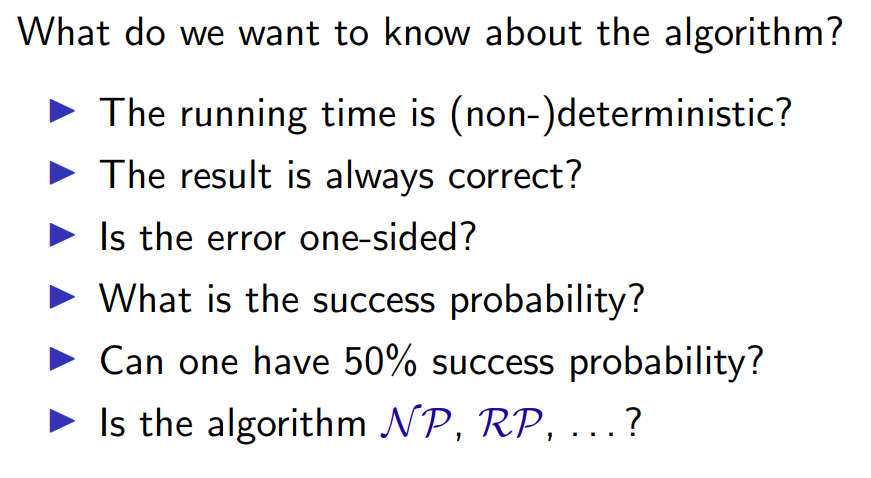 What do we want to know about the algorithm?
▶ The running time is (non-)deterministic?
▶ The result is always correct?
▶ Is the error one-sided?
▶ What is the success probability?
▶ Can one have 50% success probability?
▶ Is the algorithm 𝒩𝒫, ℛ𝒫, ...?